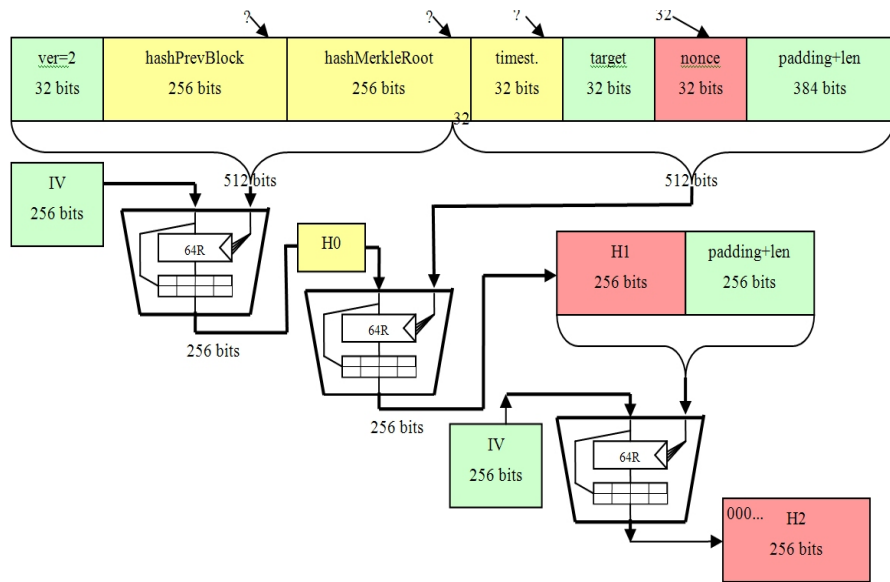 ? ? ? 32
ver=2 hashPrevBlock hashMerkleRoot timest. target nonce padding+len
32 bits 256 bits 256 bits 32 bits 32 bits 32 bits 384 bits
32
512 bits 512 bits
IV
256 bits
64R
H0
256 bits
64R
256 bits
H1 padding+len
256 bits 256 bits
IV
256 bits
64R
000... H2
256 bits